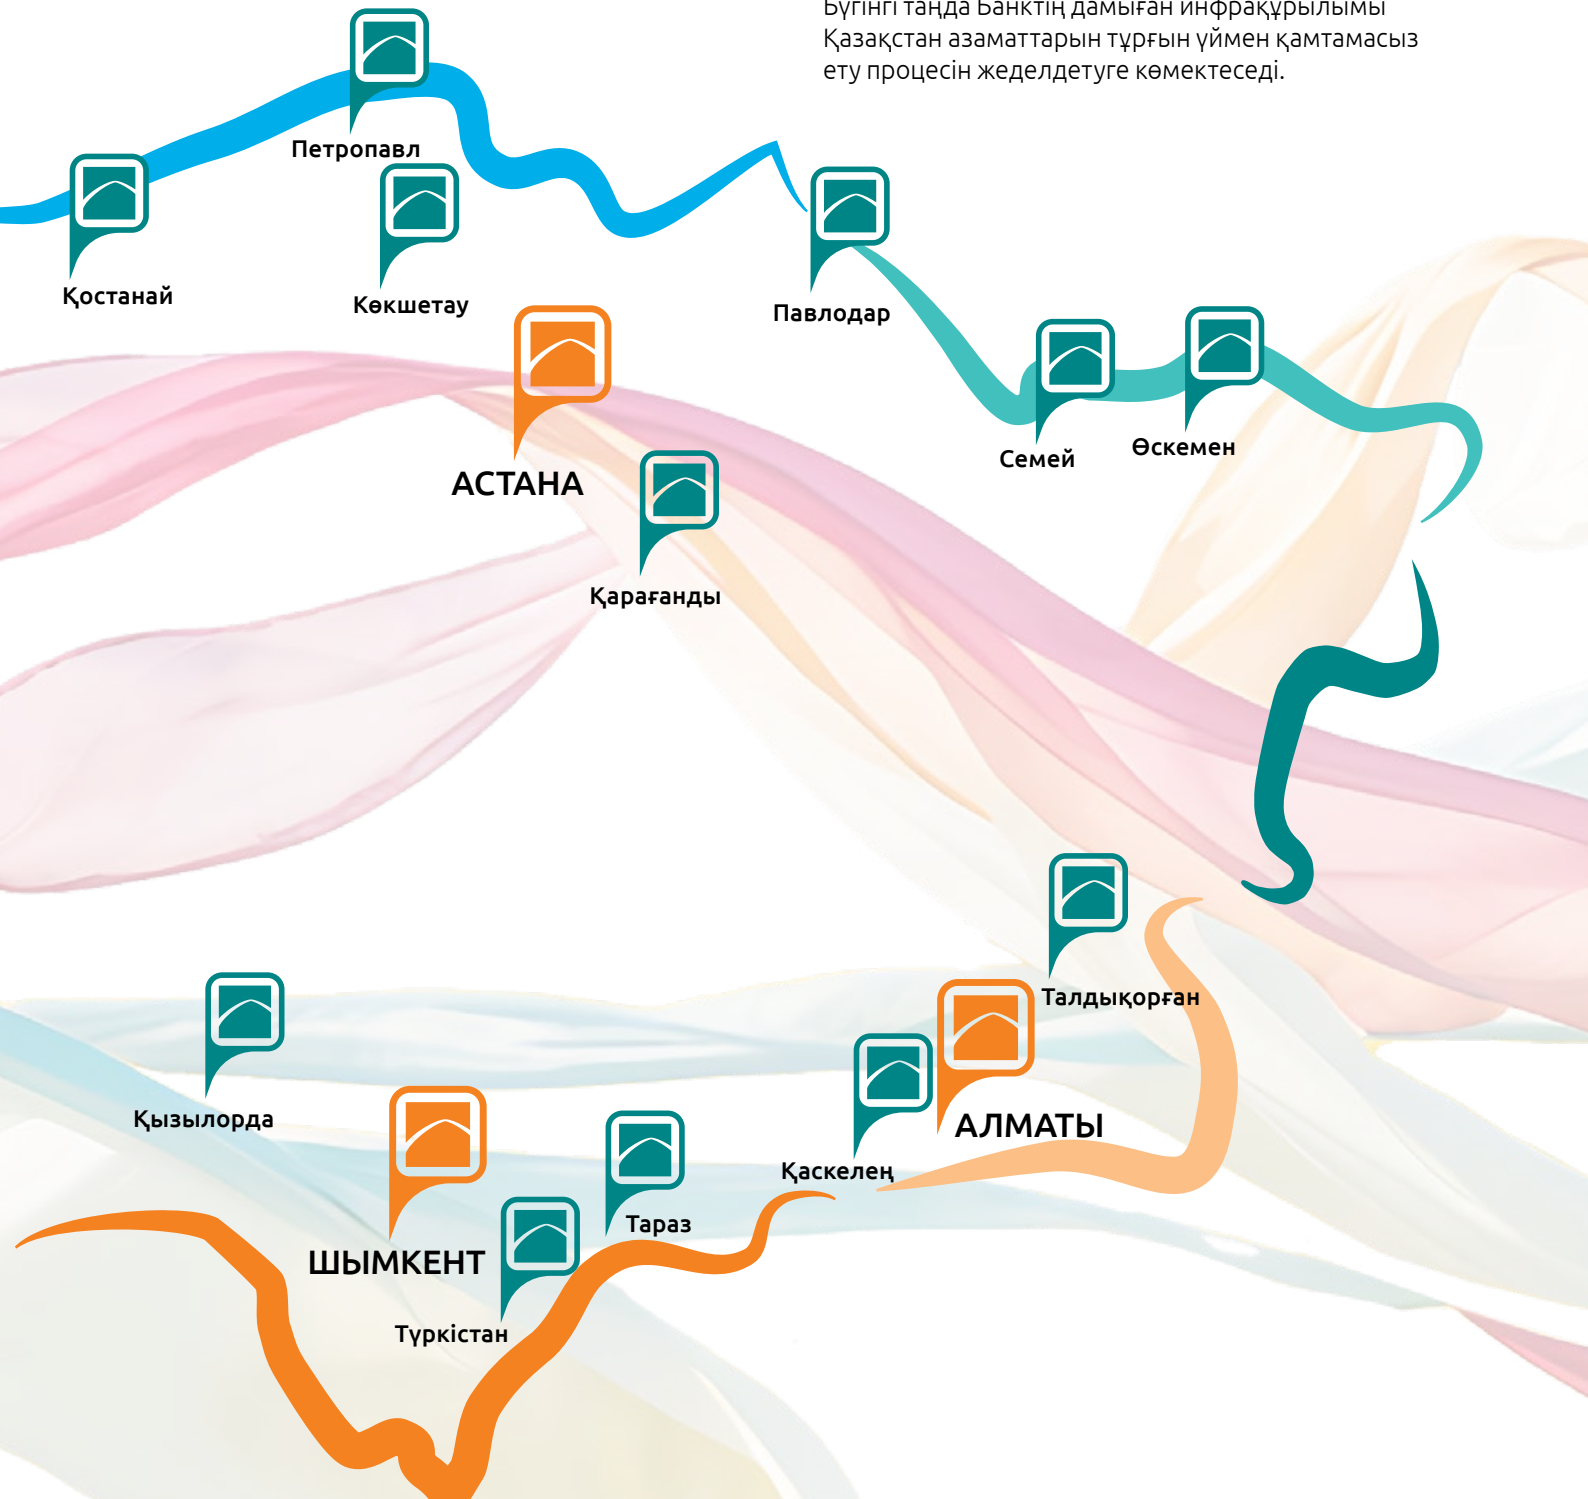 Бүгінгі таңда Банктің дамыған инфрақұрылымы
Қазақстан азаматтарын тұрғын үймен қамтамасыз
ету процесін жеделдетуге көмектеседі.
Петропавл
Қостанай
Көкшетау
Павлодар
Семей
Өскемен
АСТАНА
Қарағанды
Талдықорған
Қызылорда
АЛМАТЫ
Қаскелең
Тараз
ШЫМКЕНТ
Түркістан